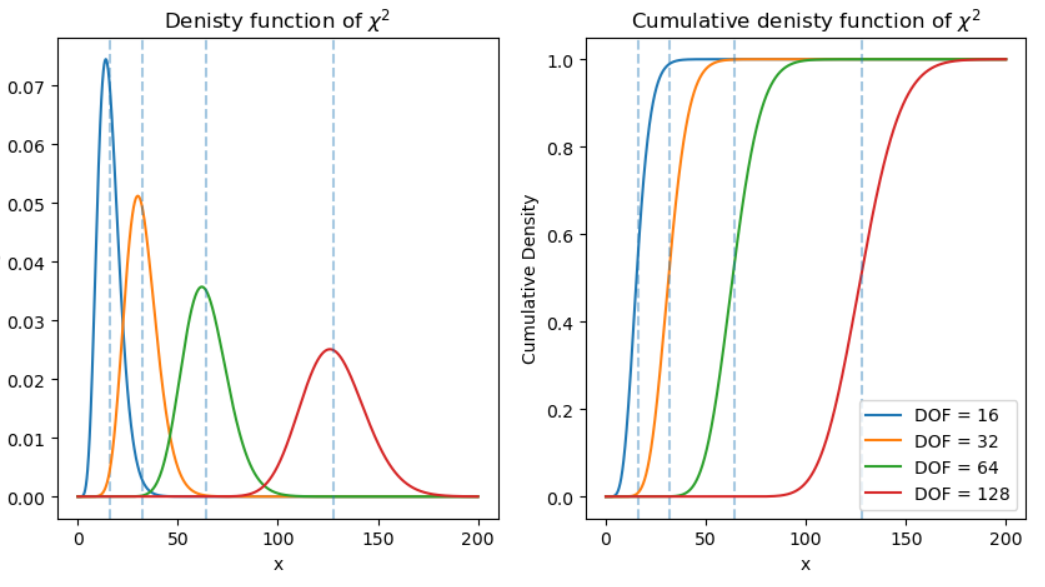 Denisty function of χ²
0.07
0.06
0.05
0.04
0.03
0.02
0.01
0.00
0 50 100 150 200
x
Cumulative denisty function of χ²
Cumulative Density
1.0
0.8
0.6
0.4
0.2
0.0
DOF = 16
DOF = 32
DOF = 64
DOF = 128
0 50 100 150 200
x